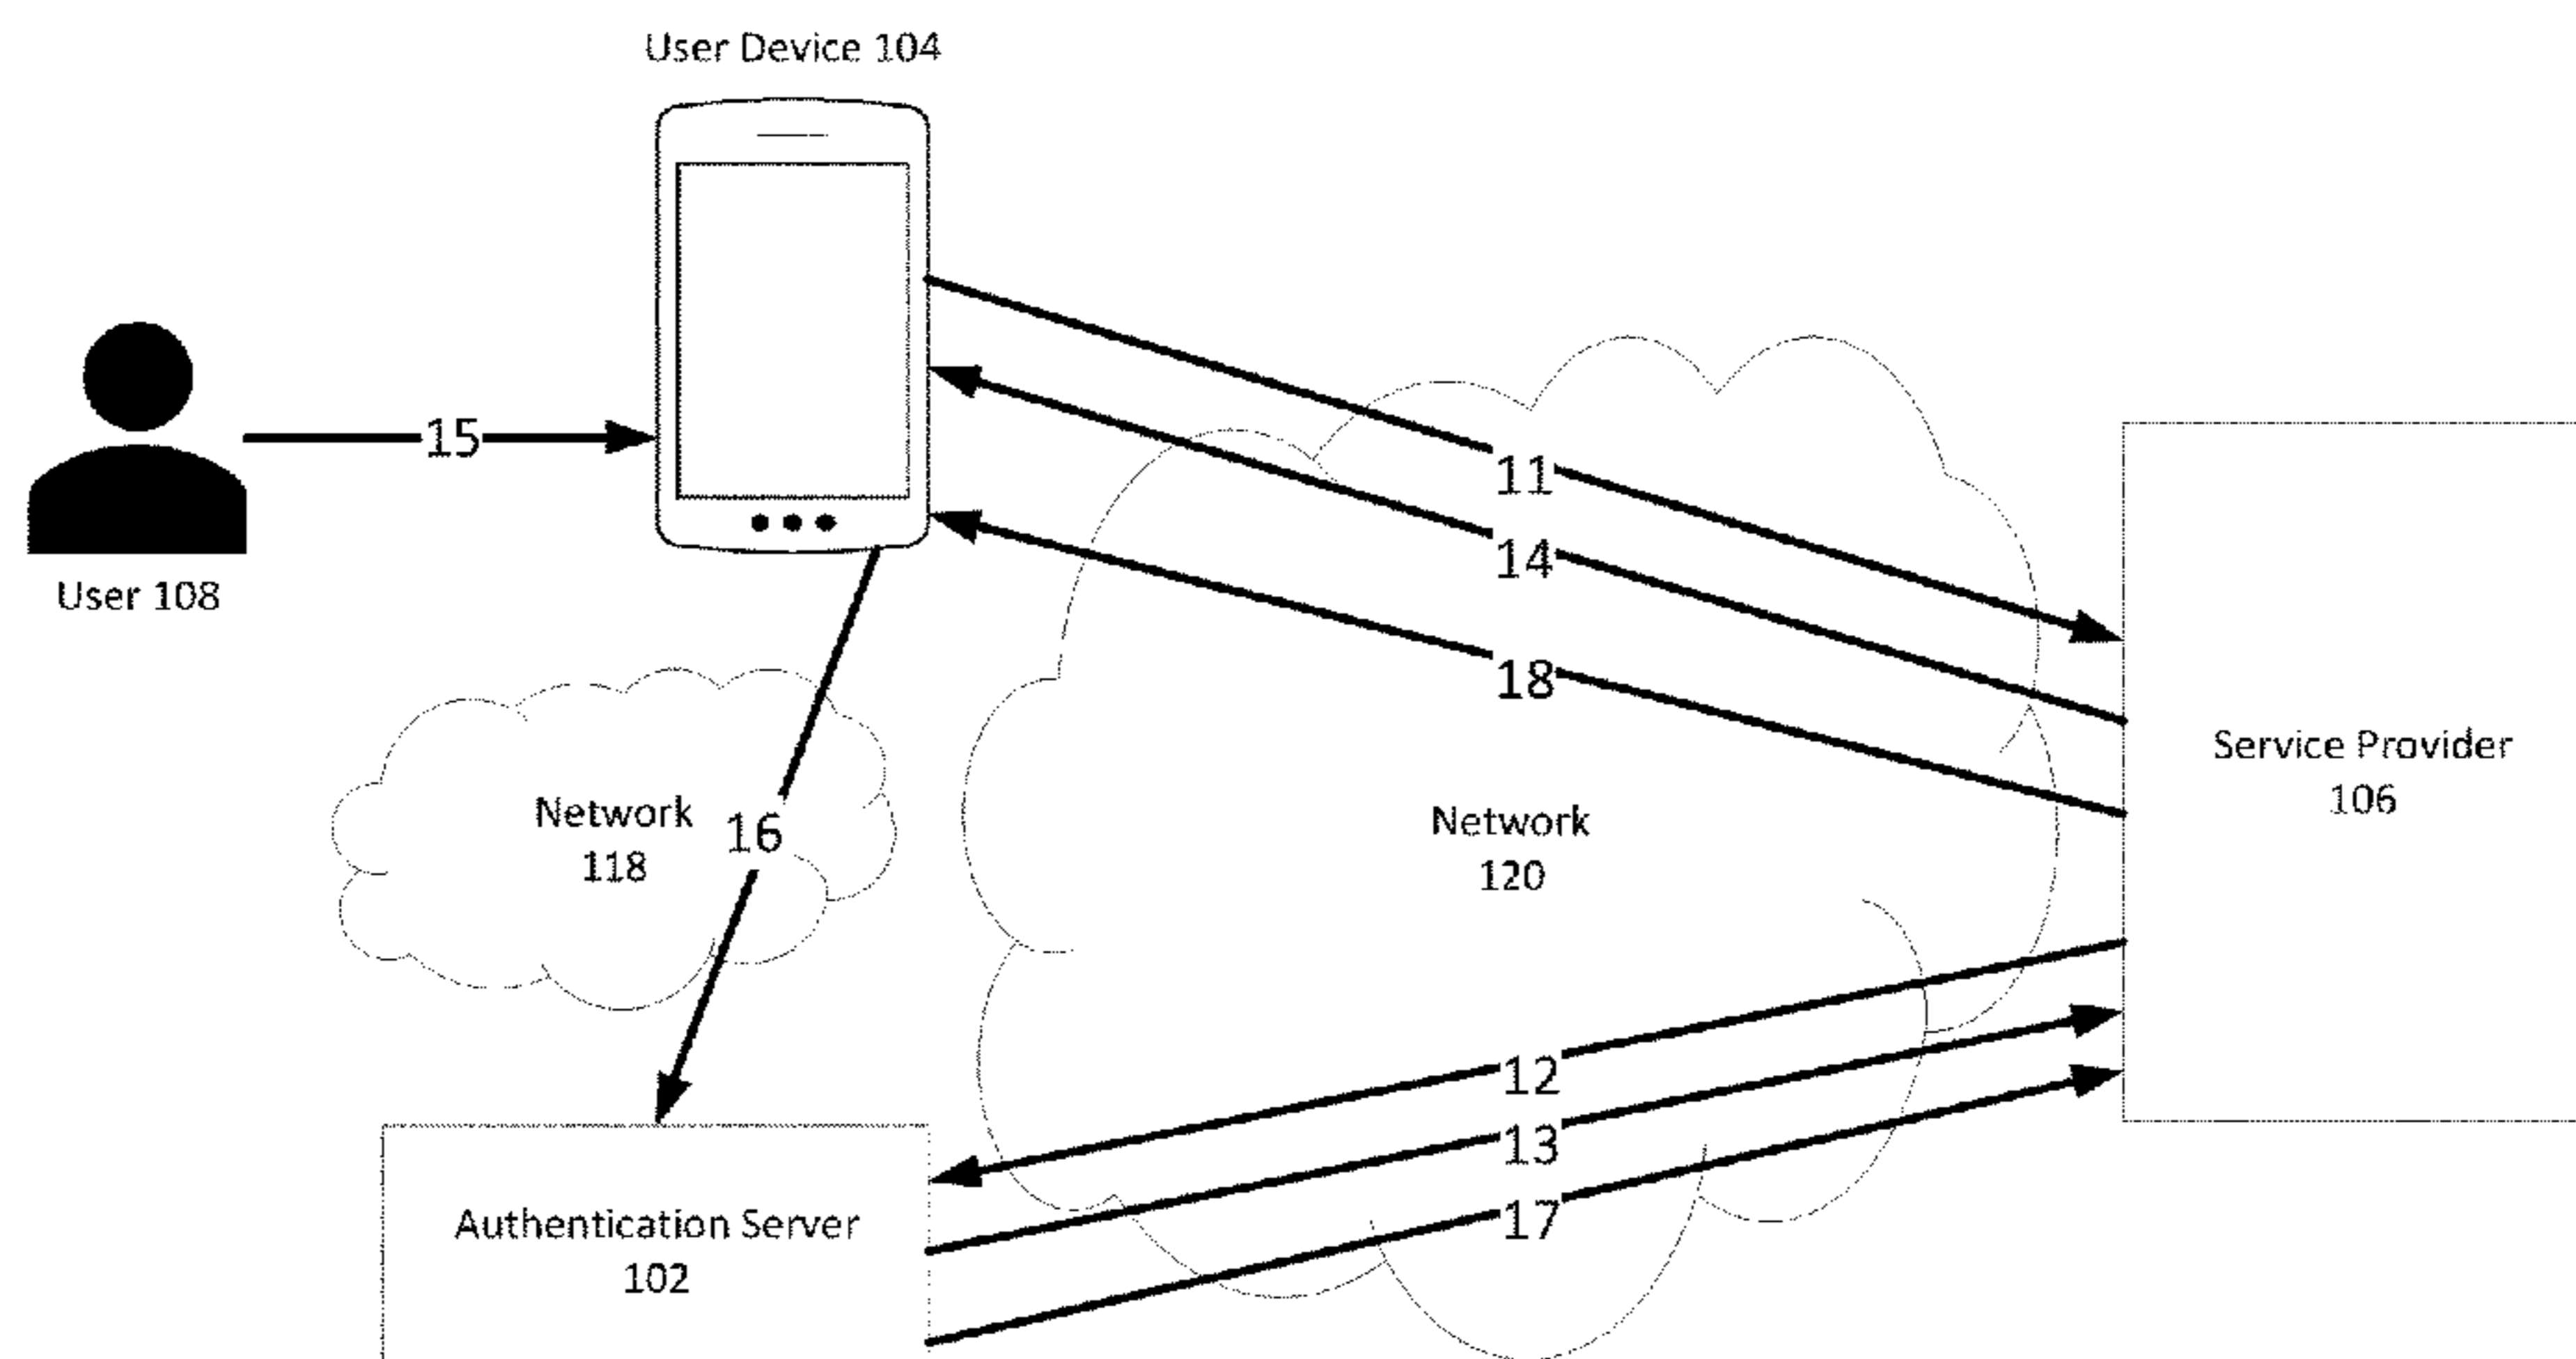 User Device 104
15
11
14
18
User 108
Network
118
16
Network
120
Service Provider
106
12
13
17
Authentication Server
102